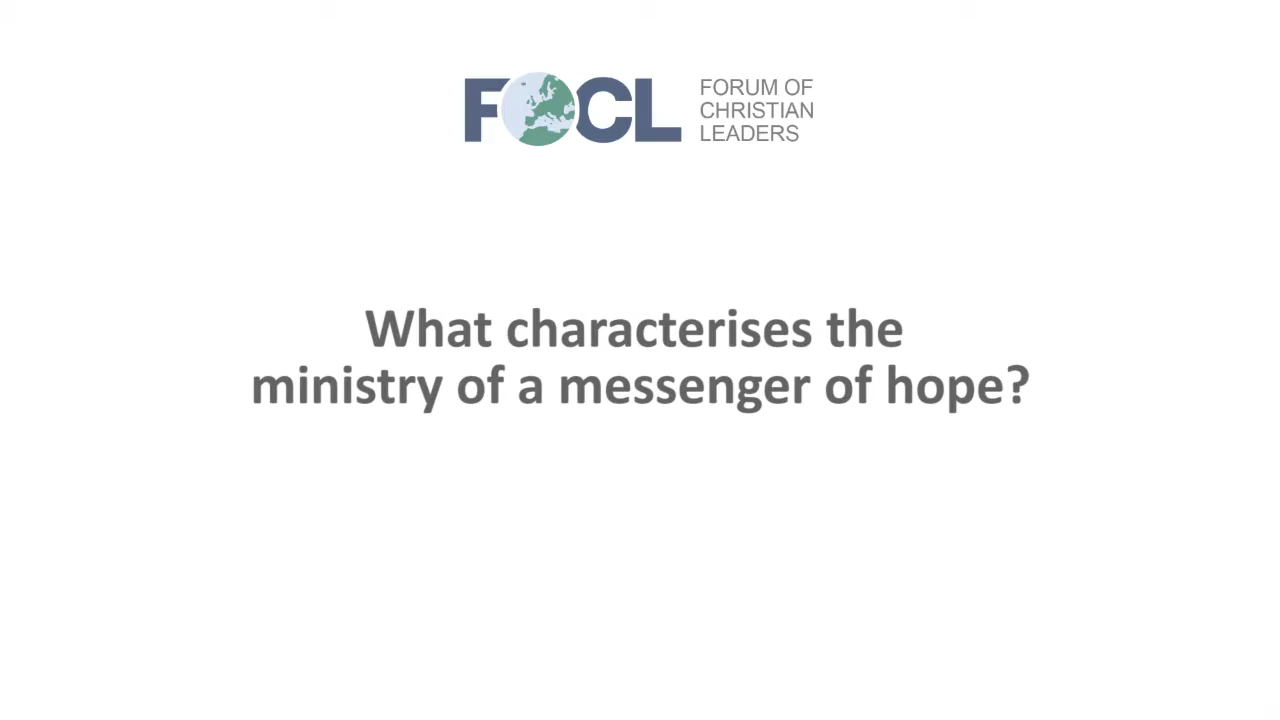 FOCL
FORUM OF
CHRISTIAN
LEADERS
What characterises the
ministry of a messenger of hope?